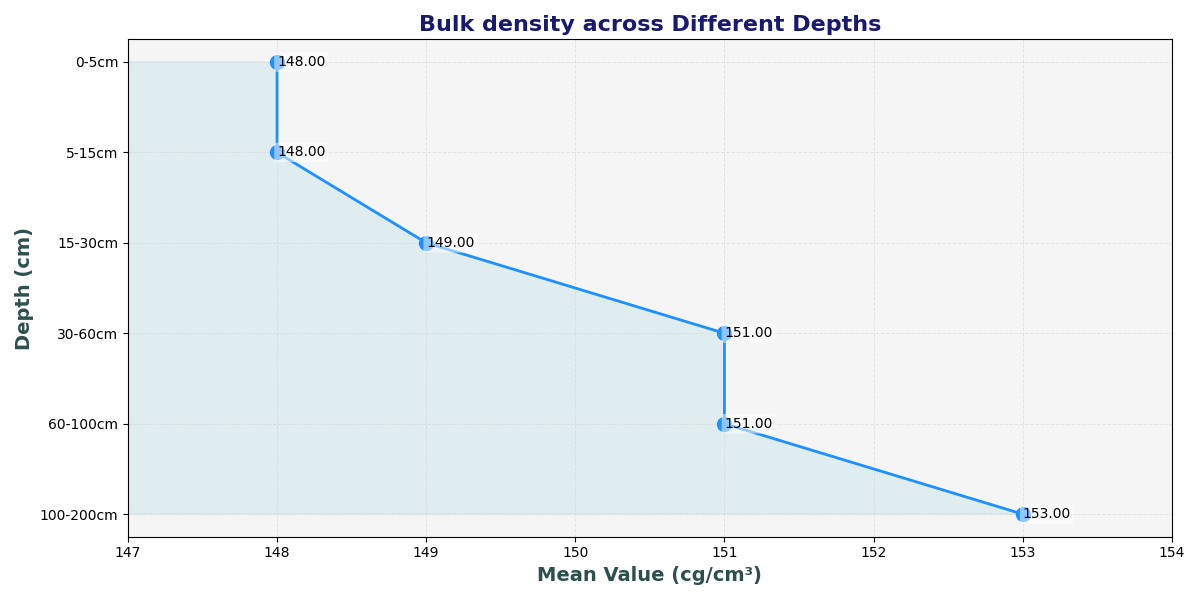 Bulk density across Different Depths
Depth (cm)
0-5cm
148.00
5-15cm
148.00
15-30cm
149.00
30-60cm
151.00
60-100cm
151.00
100-200cm
153.00
147 148 149 150 151 152 153 154
Mean Value (cg/cm³)